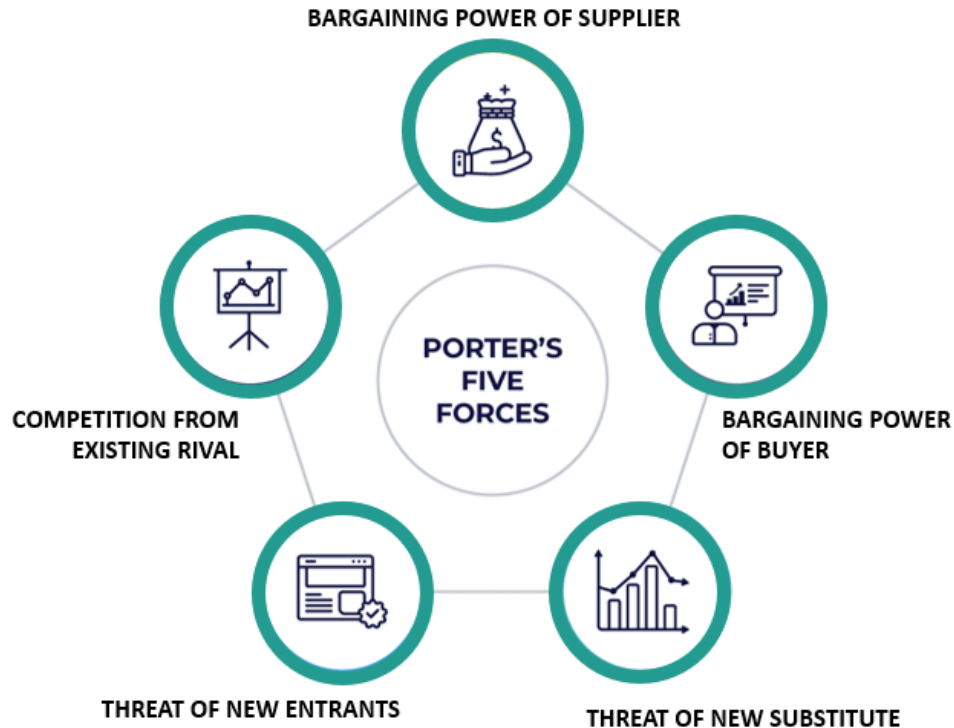 BARGAINING POWER OF SUPPLIER
$
PORTER'S
FIVE
FORCES
COMPETITION FROM
EXISTING RIVAL
BARGAINING POWER
OF BUYER
THREAT OF NEW ENTRANTS
THREAT OF NEW SUBSTITUTE